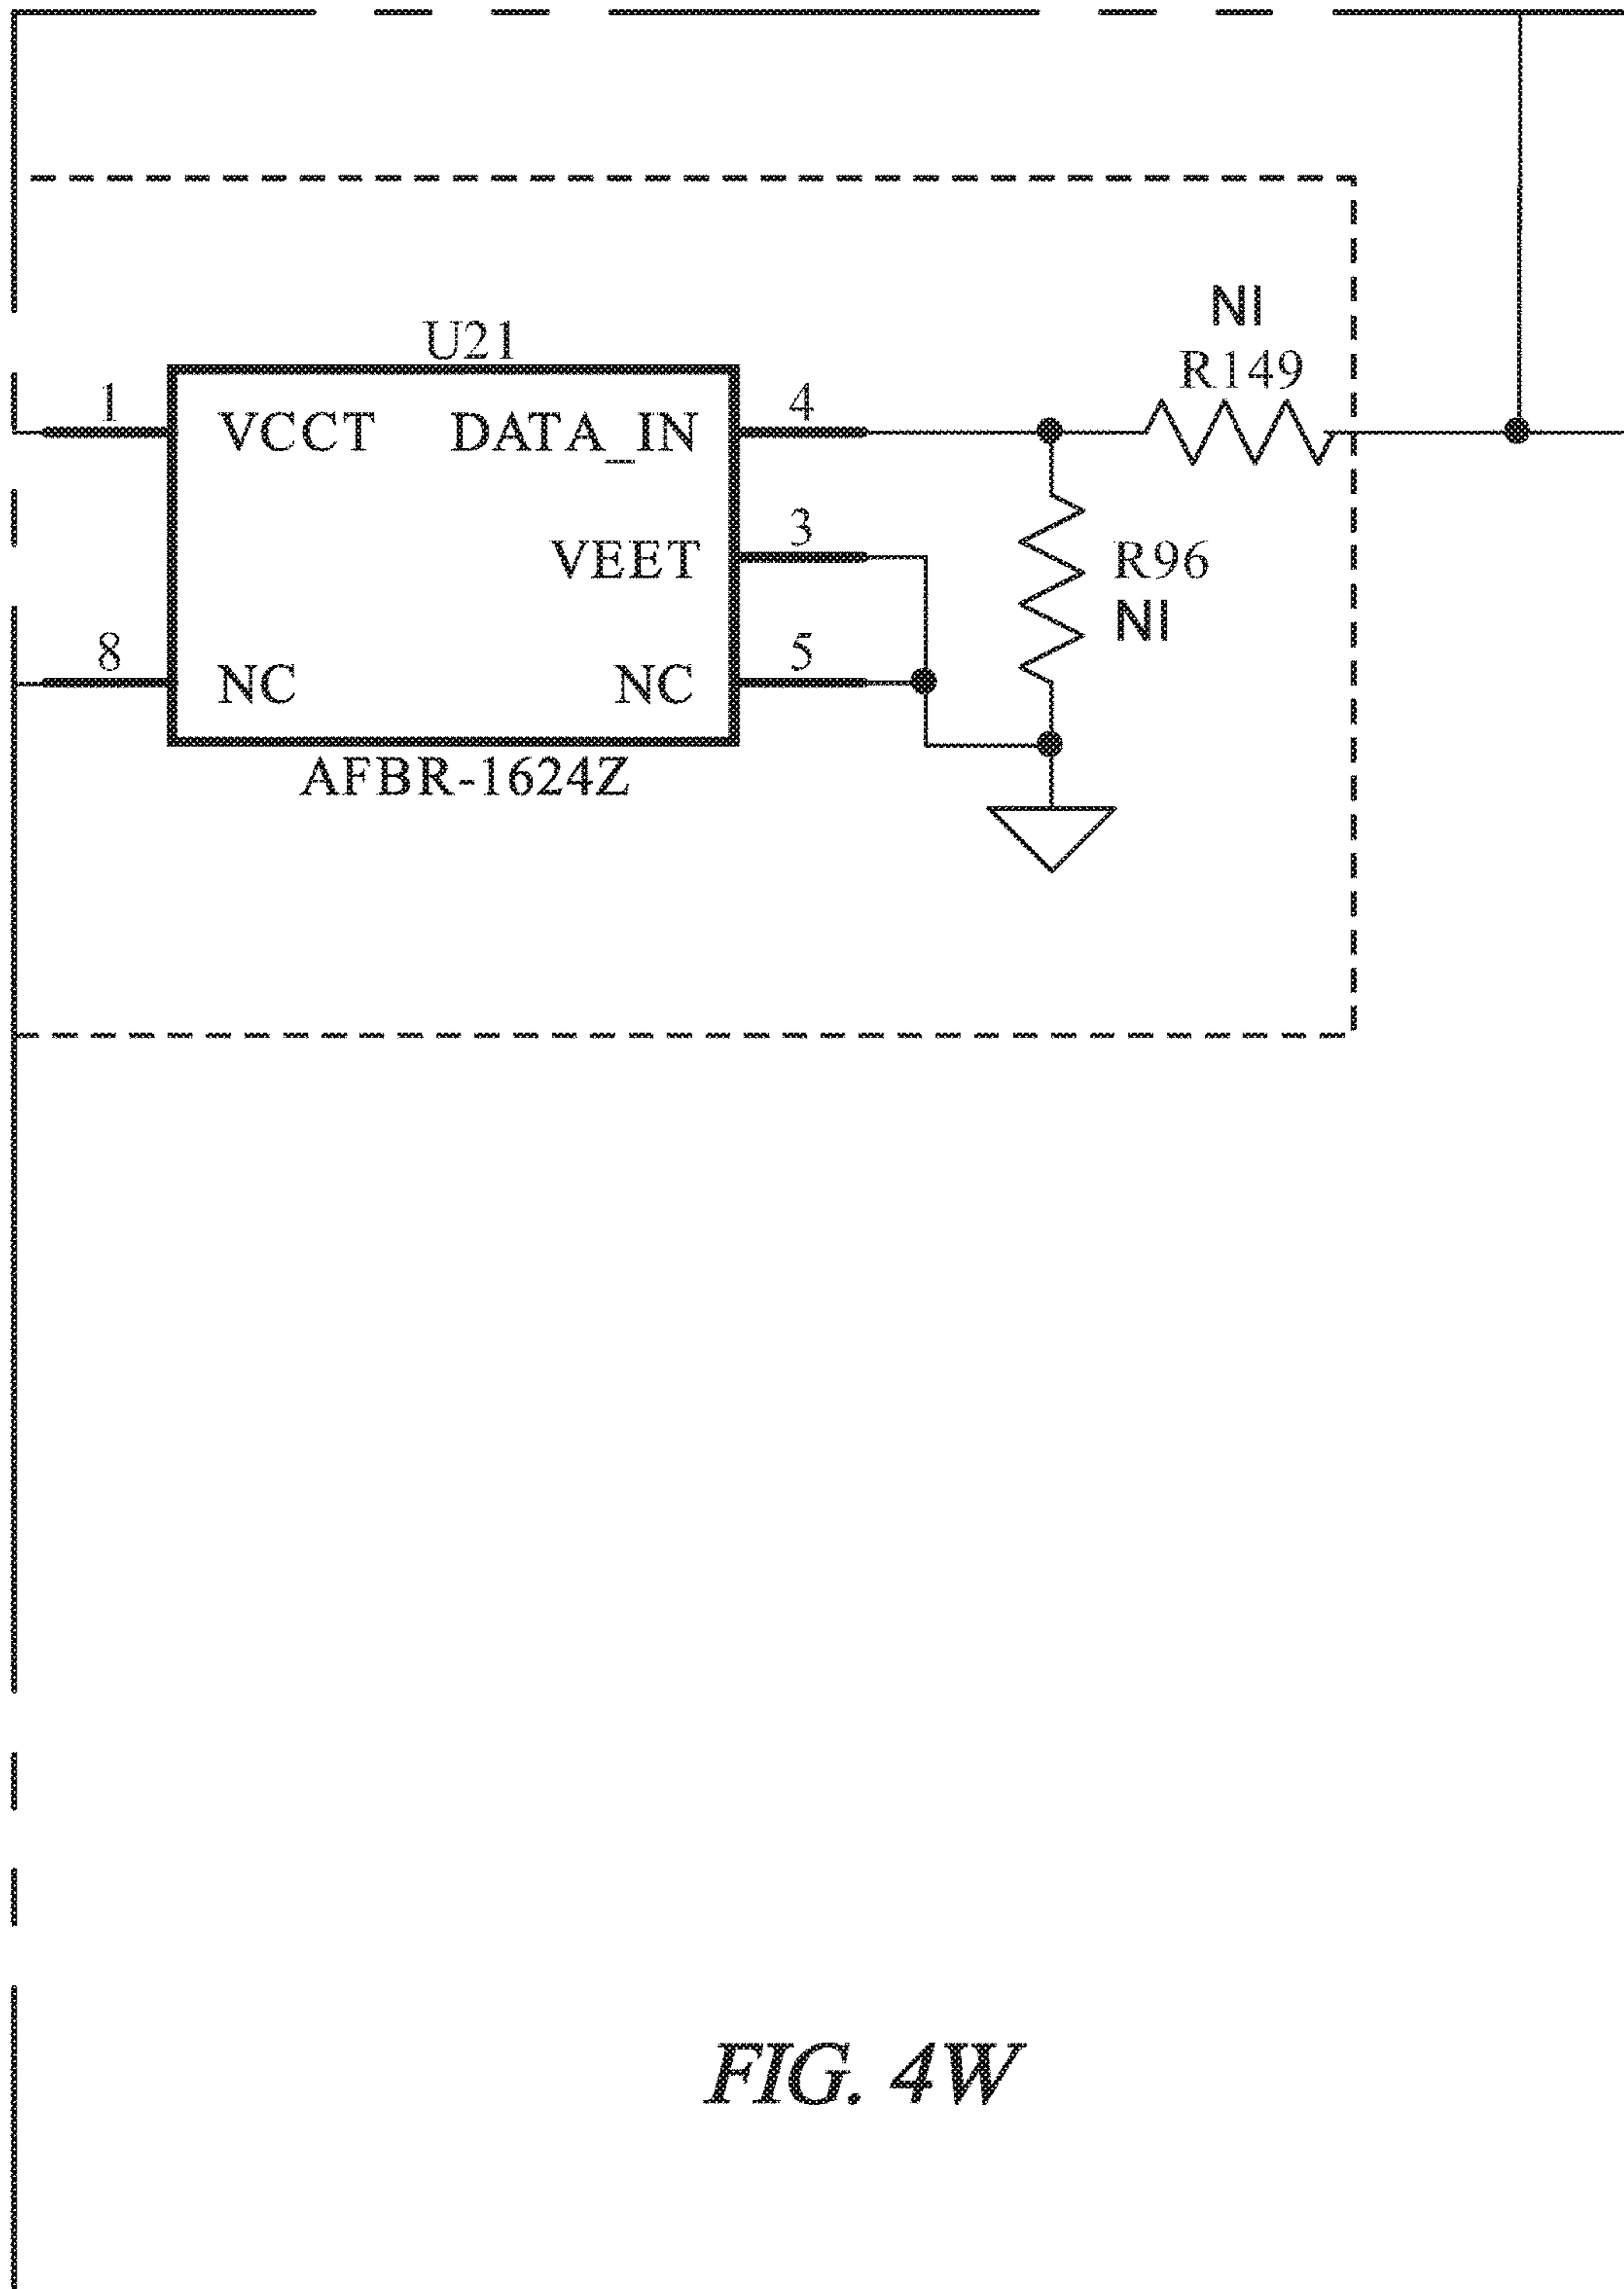 NI
U21
R149
1
VCCT
DATA_IN
4
3
VEET
R96
NI
8
NC
NC
5
AFBR-1624Z
FIG. 4W